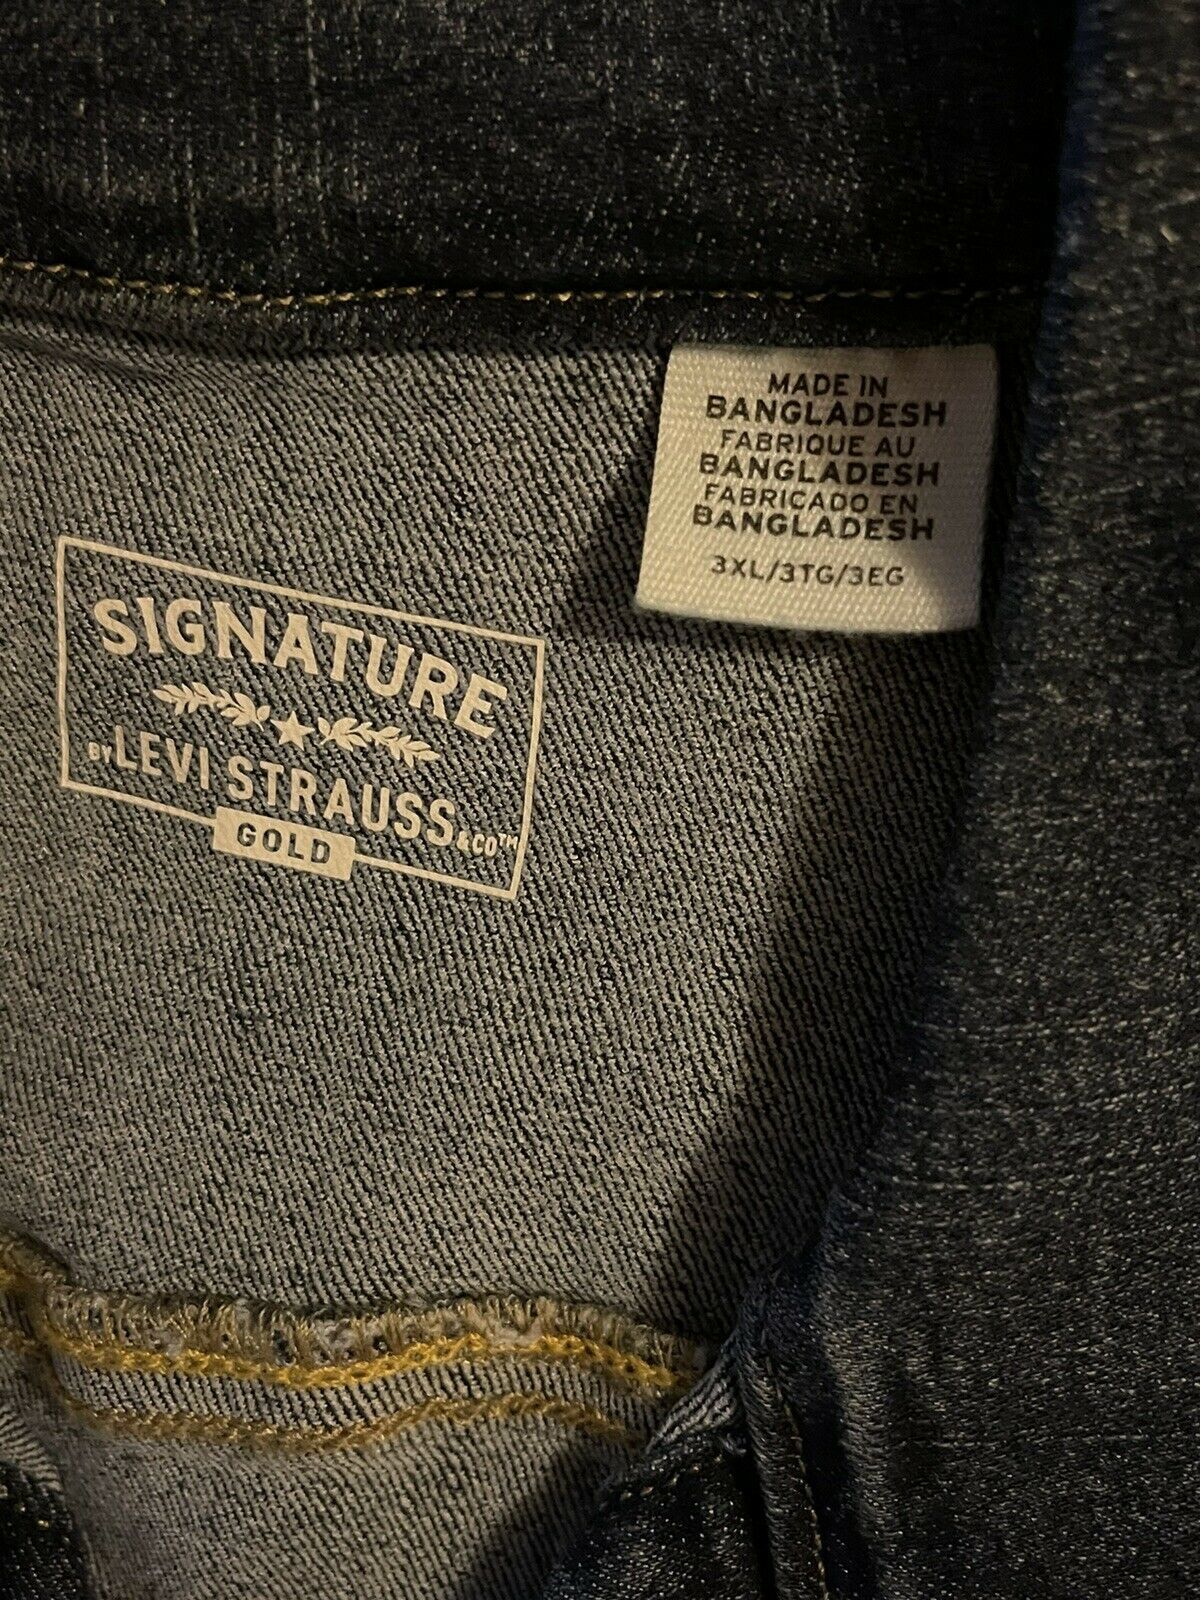 MADE IN
BANGLADESH
FABRIQUE AU
BANGLADESH
FABRICADO EN
BANGLADESH
3XL/3TG/3EG
SIGNATURE
BY LEVI STRAUSS & CO™
GOLD